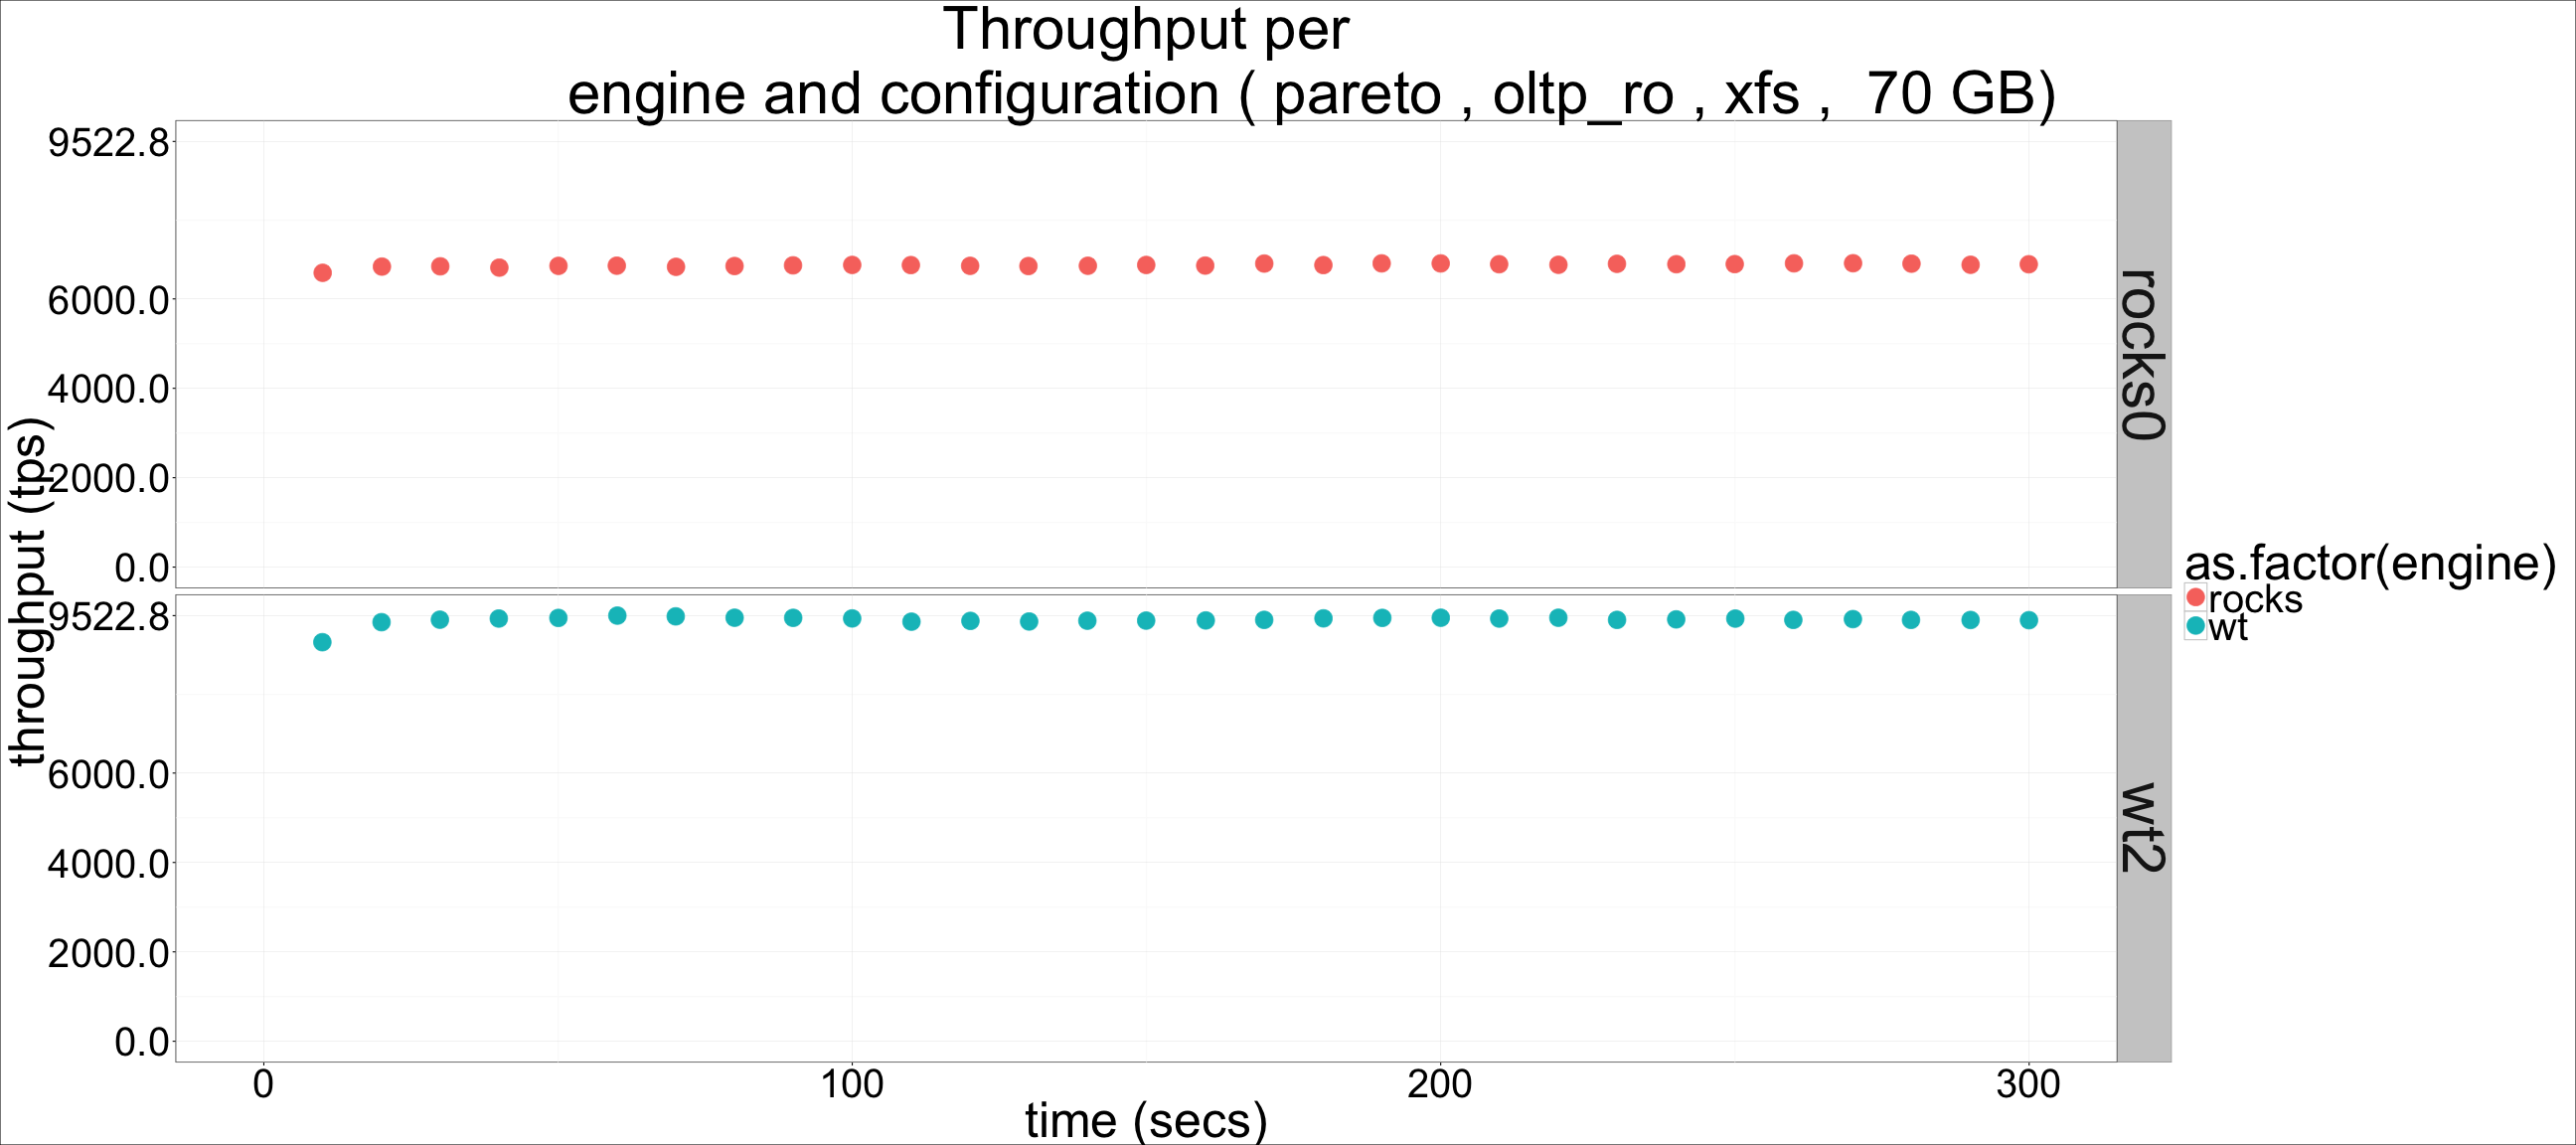 Throughput per
engine and configuration ( pareto , oltp_ro , xfs ,  70 GB)
throughput (tps)
9522.8
6000.0
4000.0
2000.0
0.0
rocks0
9522.8
6000.0
4000.0
2000.0
0.0
wt2
0 100 200 300
time (secs)
as.factor(engine)
rocks
wt